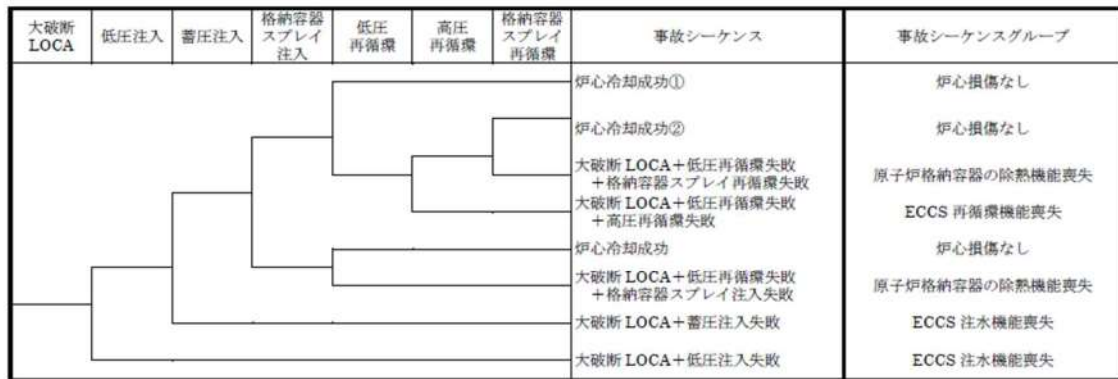 大破断
LOCA
低圧注入
蓄圧注入
格納容器
スプレイ
注入
低圧
再循環
高圧
再循環
格納容器
スプレイ
再循環
事故シーケンス
事故シーケンスグループ
炉心冷却成功①
炉心損傷なし
炉心冷却成功②
炉心損傷なし
大破断 LOCA+低圧再循環失敗
+格納容器スプレイ再循環失敗
原子炉格納容器の除熱機能喪失
大破断 LOCA+低圧再循環失敗
+高圧再循環失敗
ECCS 再循環機能喪失
炉心冷却成功
炉心損傷なし
大破断 LOCA+低圧再循環失敗
+格納容器スプレイ注入失敗
原子炉格納容器の除熱機能喪失
大破断 LOCA+蓄圧注入失敗
ECCS 注水機能喪失
大破断 LOCA+低圧注入失敗
ECCS 注水機能喪失